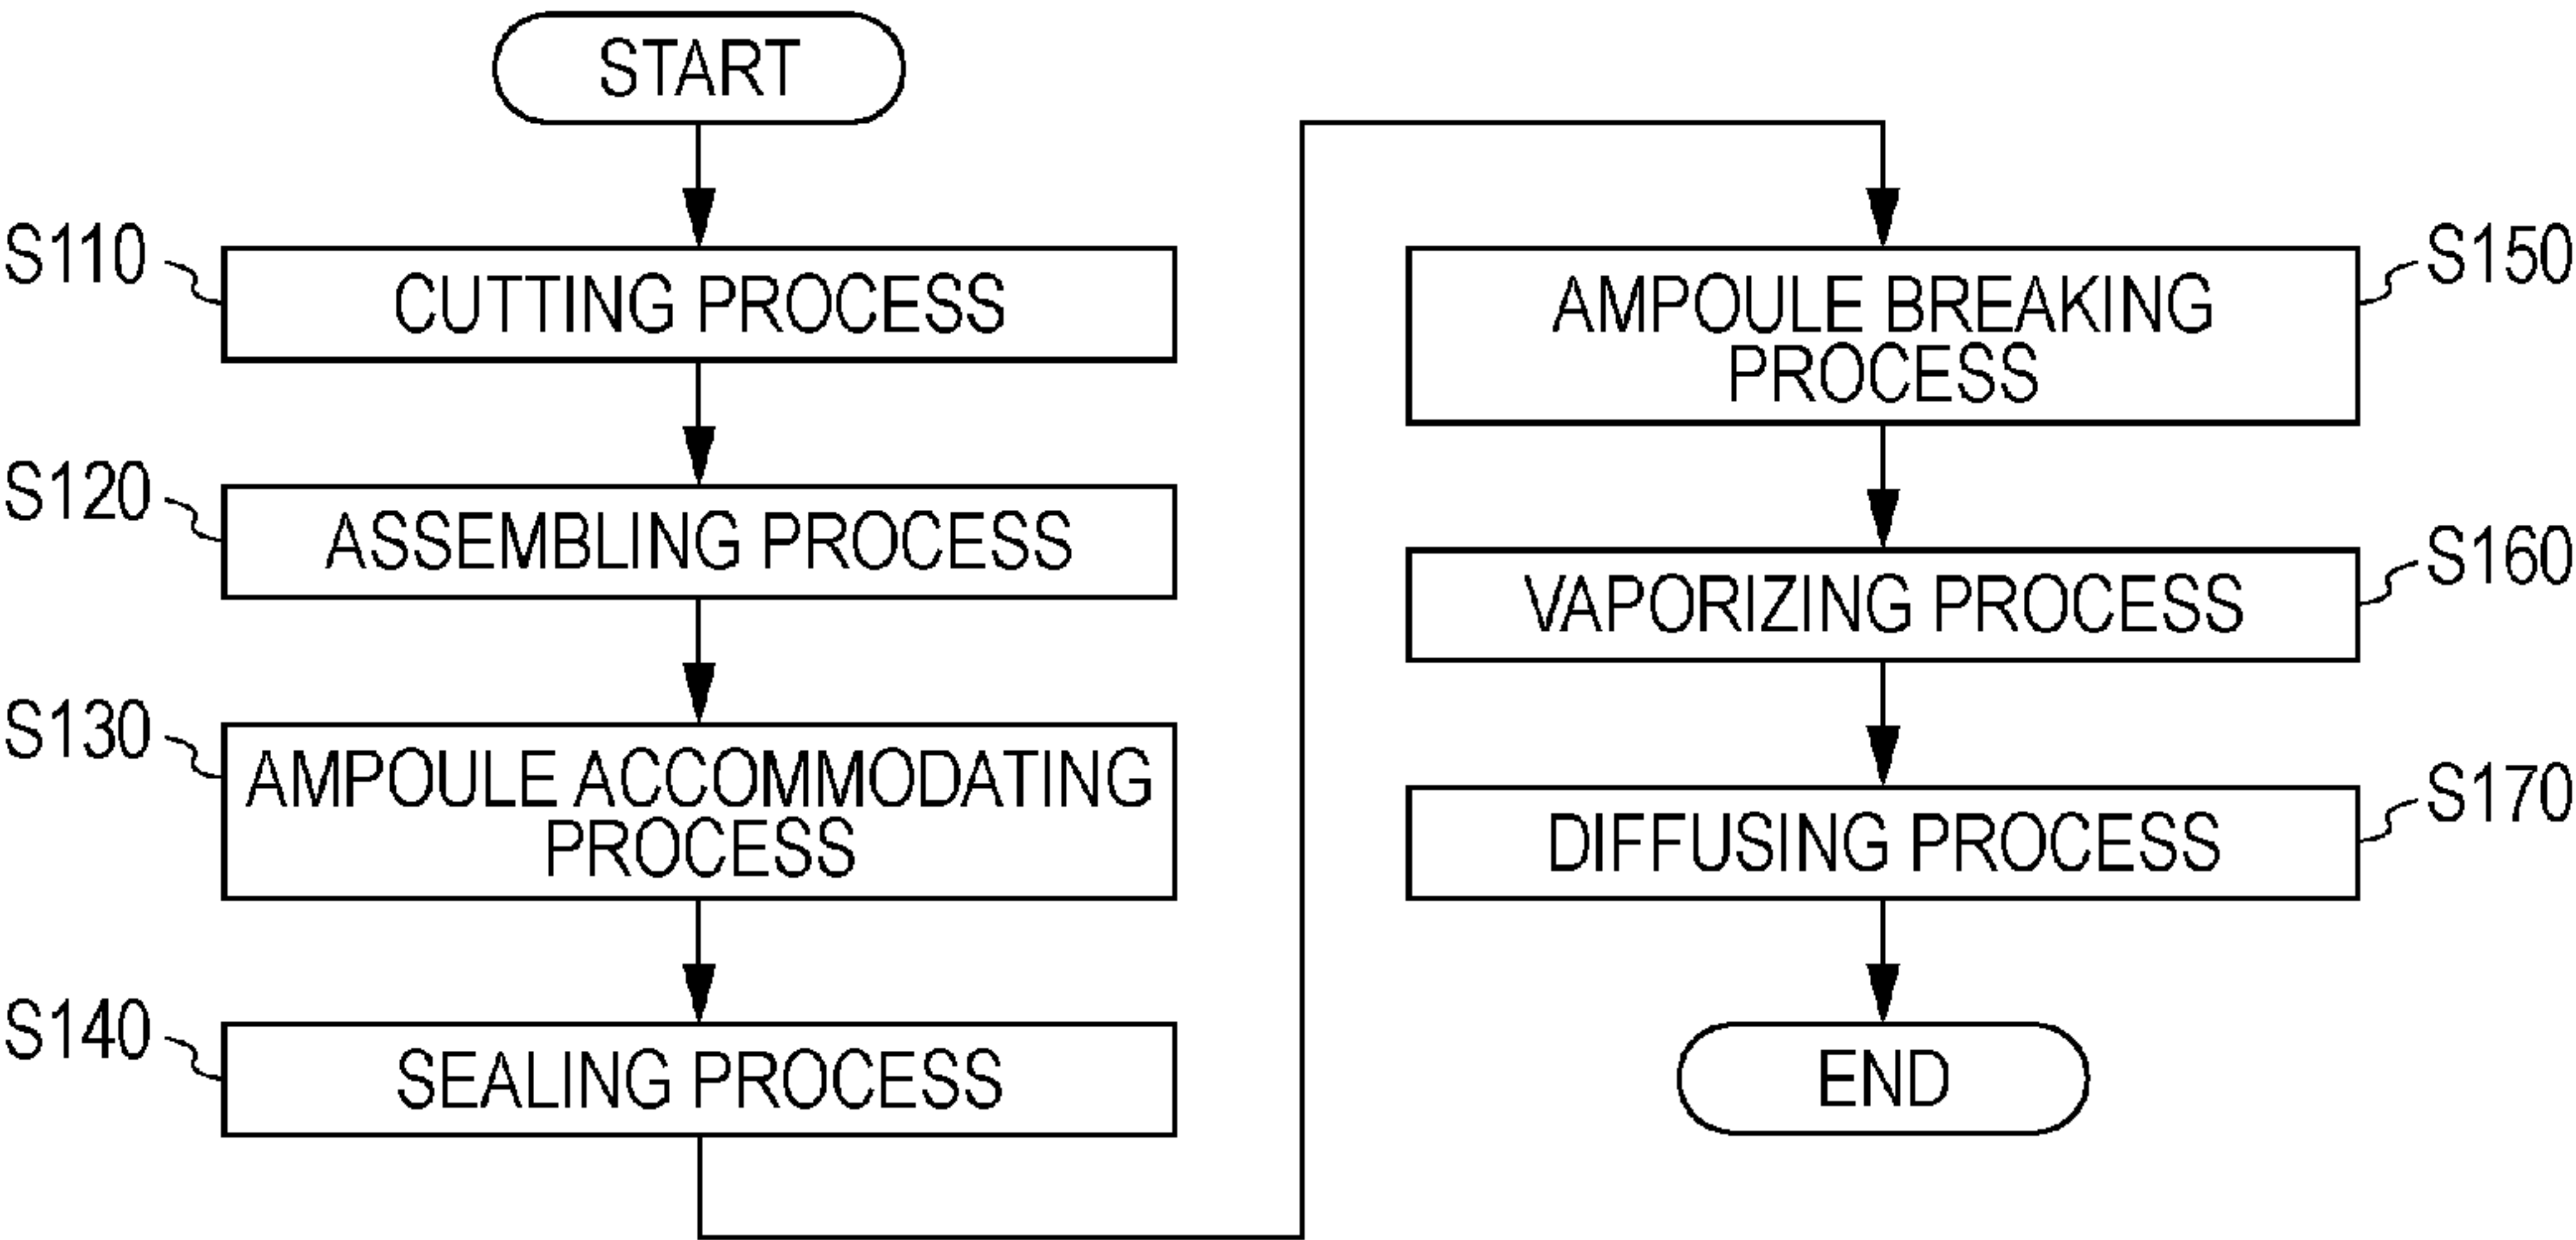 START
S110
CUTTING PROCESS
S120
ASSEMBLING PROCESS
S130
AMPOULE ACCOMMODATING
PROCESS
S140
SEALING PROCESS
S150
AMPOULE BREAKING
PROCESS
S160
VAPORIZING PROCESS
S170
DIFFUSING PROCESS
END